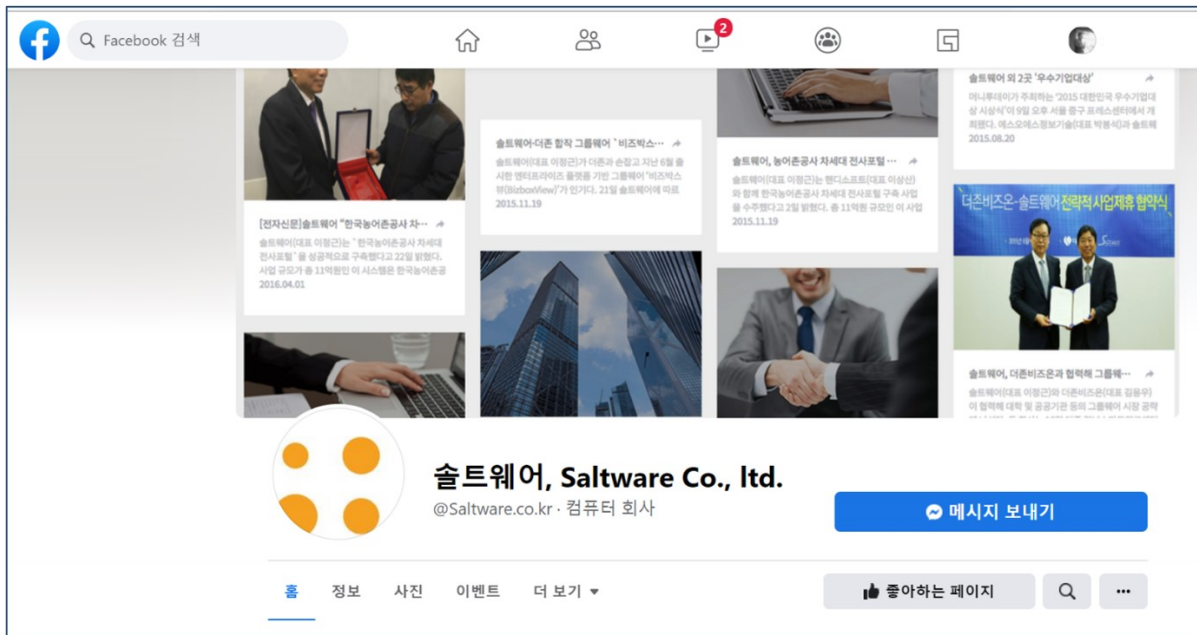 Facebook 검색
2
[전자신문]솔트웨어 "한국농어촌공사 차···
솔트웨어(대표 이정근)는 '한국농어촌공사 차세대
전사포털' 을 성공적으로 구축했다고 22일 밝혔다.
사업 규모가 총 11억원인 이 시스템은 한국농어촌공
2016.04.01
솔트웨어-더존 합작 그룹웨어 `비즈박스···
솔트웨어(대표 이정근)가 더존과 손잡고 지난 6월 출
시한 엔터프라이즈 플랫폼 기반 그룹웨어 '비즈박스
뷰(BizboxView)'가 인기다. 21일 솔트웨어에 따르
2015.11.19
솔트웨어, 농어촌공사 차세대 전사포털 ···
솔트웨어(대표 이정근)는 핸디소프트(대표 이상산)
와 함께 한국농어촌공사 차세대 전사포털 구축 사업
을 수주했다고 2일 밝혔다. 총 11억원 규모인 이 사업
2015.11.19
솔트웨어 외 2곳 '우수기업대상'
머니투데이가 주최하는 '2015 대한민국 우수기업대
상 시상식'이 9일 오후 서울 중구 프레스센터에서 개
최됐다. 에스오에스정보기술(대표 박봉석)과 솔트웨
2015.08.20
더존비즈온-솔트웨어 전략적 사업제휴 협약식
솔트웨어, 더존비즈온과 협력해 그룹웨···
솔트웨어(대표 이정근)와 더존비즈온(대표 김용우)
이 협력해 대학 및 공공기관 등의 그룹웨어 시장 공략
솔트웨어, Saltware Co., ltd.
@Saltware.co.kr · 컴퓨터 회사
메시지 보내기
홈 정보 사진 이벤트 더 보기
좋아하는 페이지